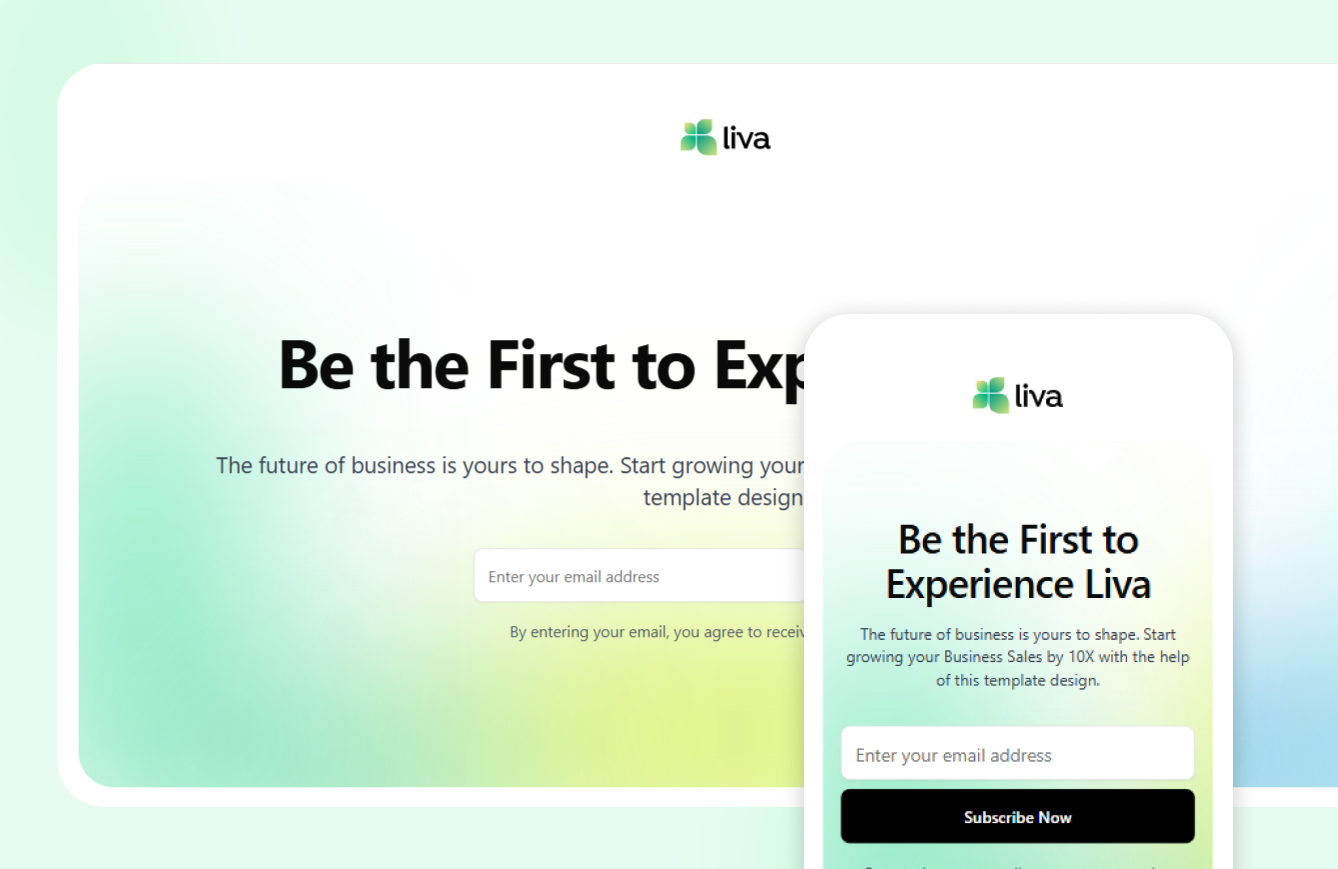 liva
Be the First to Exp
The future of business is yours to shape. Start growing your
template design
Enter your email address
By entering your email, you agree to receiv
liva
Be the First to
Experience Liva
The future of business is yours to shape. Start
growing your Business Sales by 10X with the help
of this template design.
Enter your email address
Subscribe Now